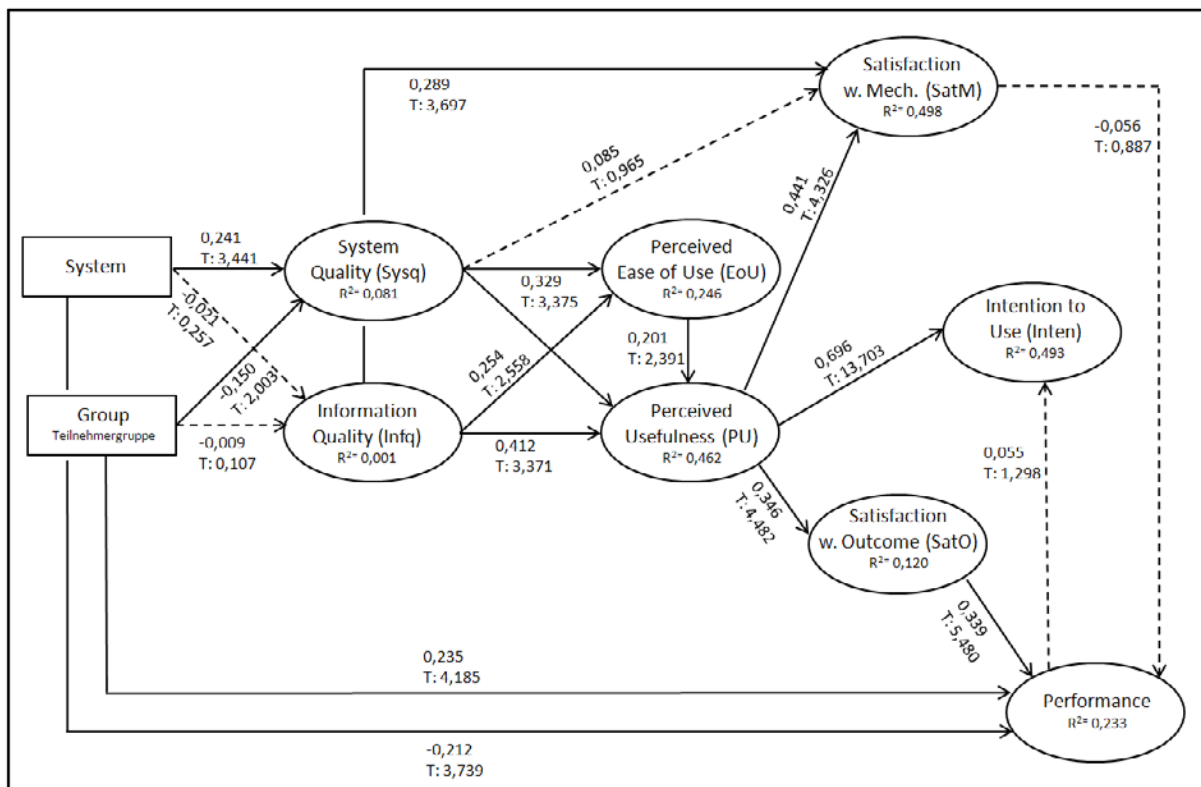 0,289
T: 3,697
Satisfaction
w. Mech. (SatM)
R²= 0,498
-0,056
T: 0,887
0,085
T: 0,965
0,441
T: 4,326
System
0,241
T: 3,441
System
Quality (Sysq)
R²= 0,081
Perceived
Ease of Use (EoU)
R²= 0,246
0,329
T: 3,375
Intention to
Use (Inten)
R²= 0,493
-0,021
T: 0,257
0,201
T: 2,391
0,696
T: 13,703
-0,150
T: 2,003
0,254
T: 2,558
Group
Teilnehmergruppe
-0,009
T: 0,107
Information
Quality (Infq)
R²= 0,001
0,412
T: 3,371
Perceived
Usefulness (PU)
R²= 0,462
0,055
T: 1,298
0,346
T: 4,482
Satisfaction
w. Outcome (SatO)
R²= 0,120
0,339
T: 5,480
0,235
T: 4,185
Performance
R²= 0,233
-0,212
T: 3,739